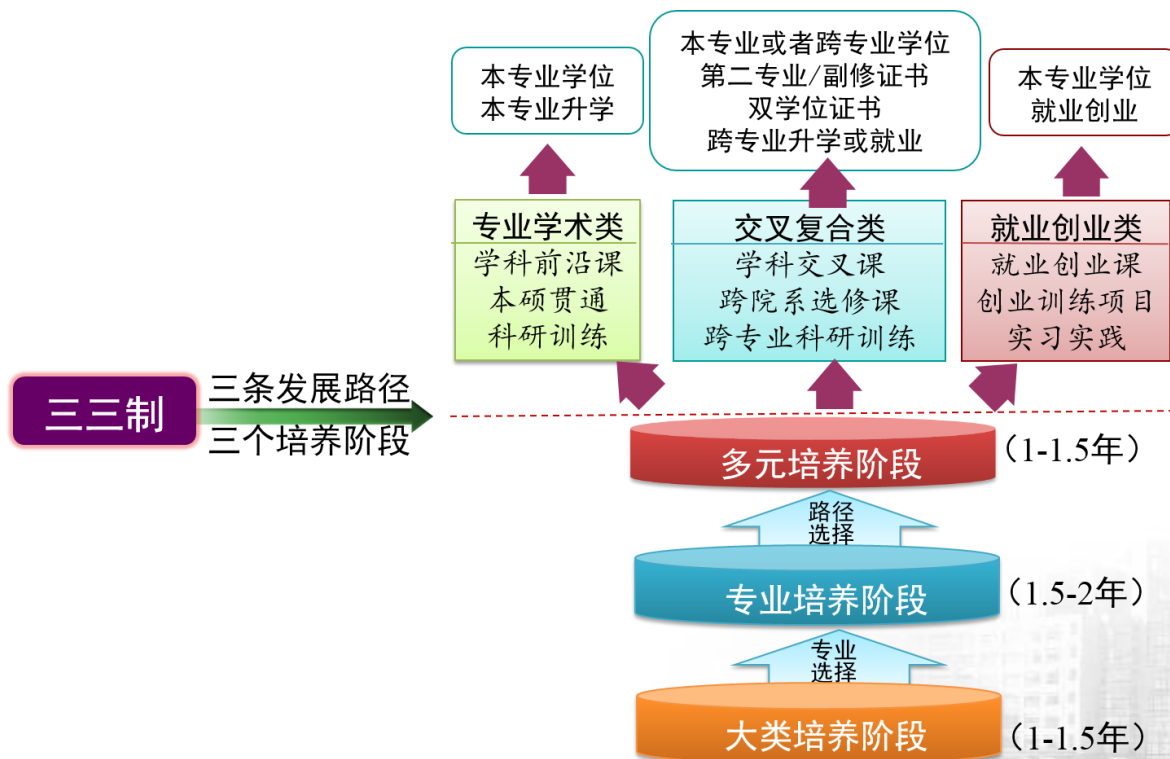 本专业学位
本专业升学
本专业或者跨专业学位
第二专业/副修证书
双学位证书
跨专业升学或就业
本专业学位
就业创业
专业学术类
学科前沿课
本硕贯通
科研训练
交叉复合类
学科交叉课
跨院系选修课
跨专业科研训练
就业创业类
就业创业课
创业训练项目
实习实践
三三制
三条发展路径
三个培养阶段
多元培养阶段
（1-1.5年）
路径
选择
专业培养阶段
（1.5-2年）
专业
选择
大类培养阶段
（1-1.5年）